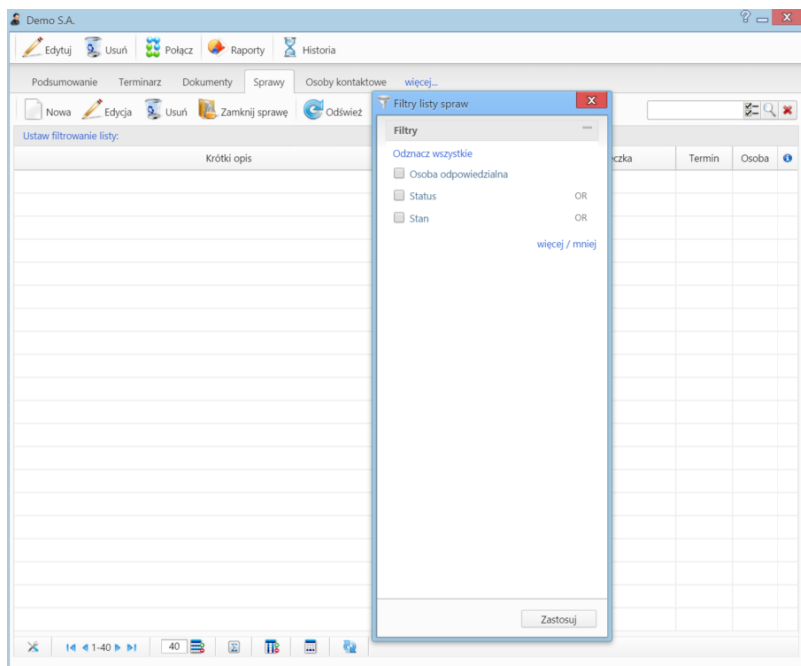 Demo S.A.
Edytuj Usuń Połącz Raporty Historia
Podsumowanie Terminarz Dokumenty Sprawy Osoby kontaktowe więcej...
Nowa Edycja Usuń Zamknij sprawę Odśwież
Ustaw filtrowanie listy:
Krótki opis
Termin Osoba
Filtry listy spraw
Filtry
Odznacz wszystkie
Osoba odpowiedzialna
Status OR
Stan OR
więcej / mniej
Zastosuj
1-40 40